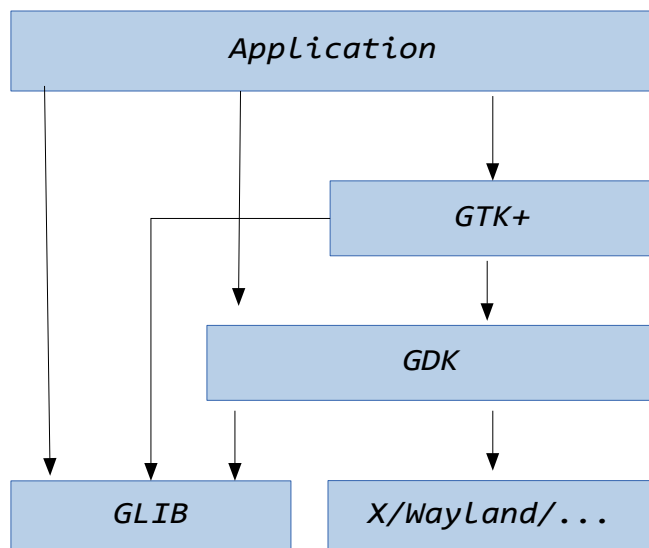 Application
GTK+
GDK
GLIB
X/Wayland/...